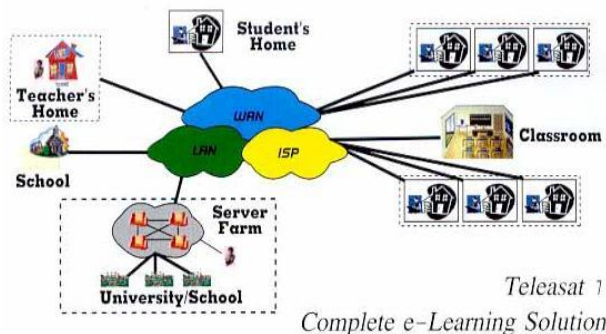 Student's
Home
Teacher's
Home
WAN
LAN
ISP
Classroom
School
Server
Farm
University/School
Teleasat
Complete e-Learning Solution